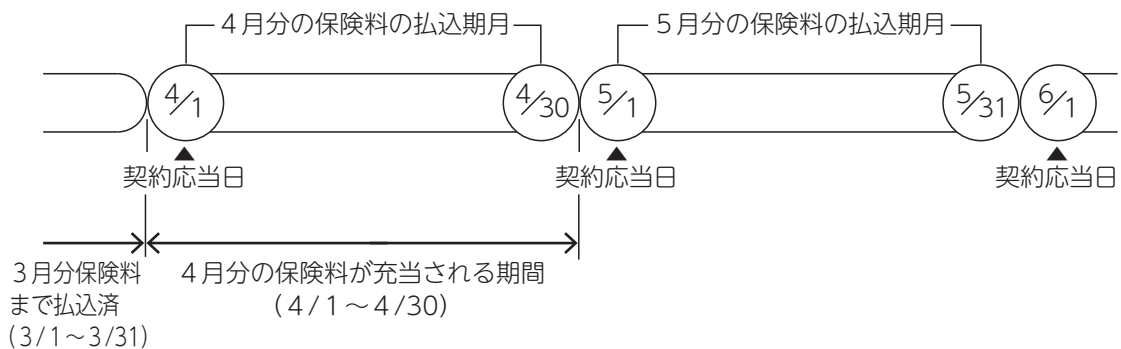 4月分の保険料の払込期月
5月分の保険料の払込期月
4/1
4/30
5/1
5/31
6/1
契約応当日
契約応当日
契約応当日
3月分保険料
まで払込済
(3/1〜3/31)
4月分の保険料が充当される期間
(4/1〜4/30)